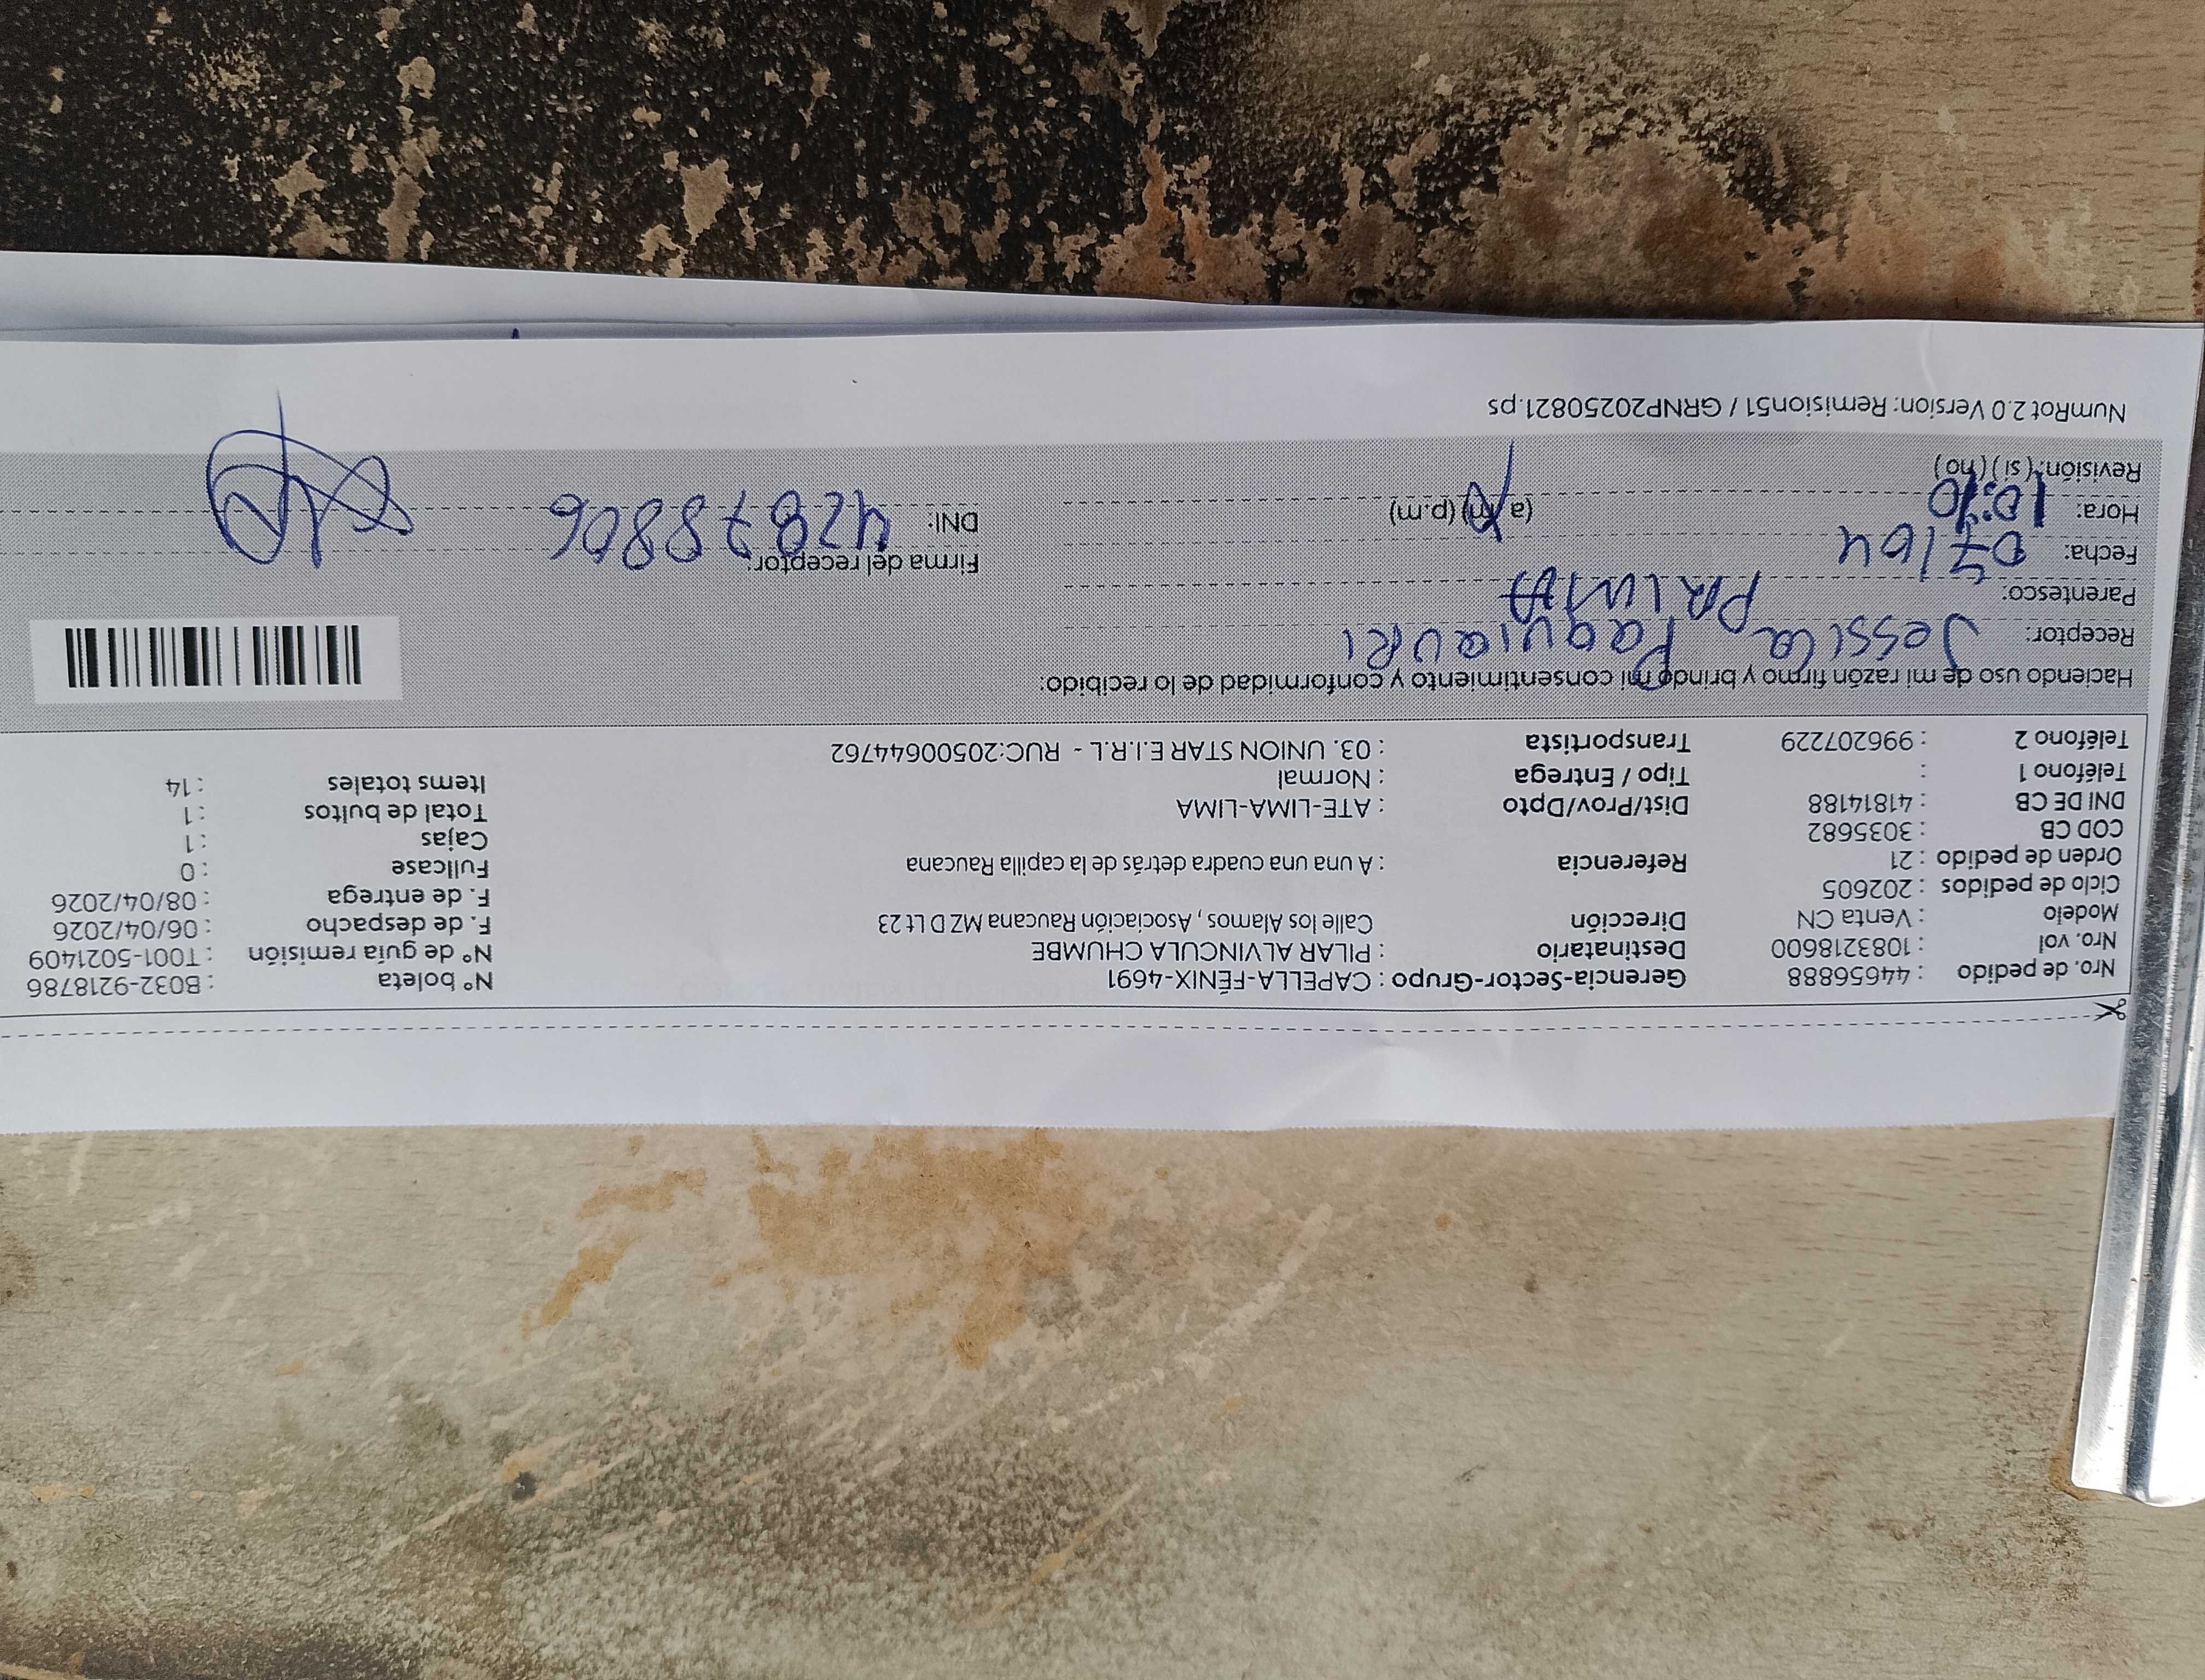 Nro. de pedido : 44656888 Gerencia-Sector-Grupo : CAPELLA-FÉNIX-4691 Nº boleta : B032-9218786
Nro. vol : 1083218600 Destinatario : PILAR ALVINCULA CHUMBE Nº de guía remisión : T001-5021409
Modelo : Venta CN Dirección Calle los Alamos , Asociación Raucana MZ D Lt 23 F. de despacho : 06/04/2026
Ciclo de pedidos : 202605 F. de entrega : 08/04/2026
Orden de pedido : 21 Referencia : A una una cuadra detrás de la capilla Raucana Fullcase : 0
COD CB : 3035682 Cajas : 1
DNI DE CB : 41814188 Dist/Prov/Dpto : ATE-LIMA-LIMA Total de bultos : 1
Teléfono 1 : Tipo / Entrega : Normal Items totales : 14
Teléfono 2 : 996207229 Transportista : 03. UNION STAR E.I.R.L - RUC:20500644762
Haciendo uso de mi razón firmo y brindo mi consentimiento y conformidad de lo recibido:
Receptor: Jessica Paquiauri
Parentesco:
Fecha: 07/04 Firma del receptor:
Hora: 10:10 (a.m) (p.m) DNI: 42878806
Revisión: ( si ) ( no )
NumRot 2.0 Version: Remision51 / GRNP20250821.ps